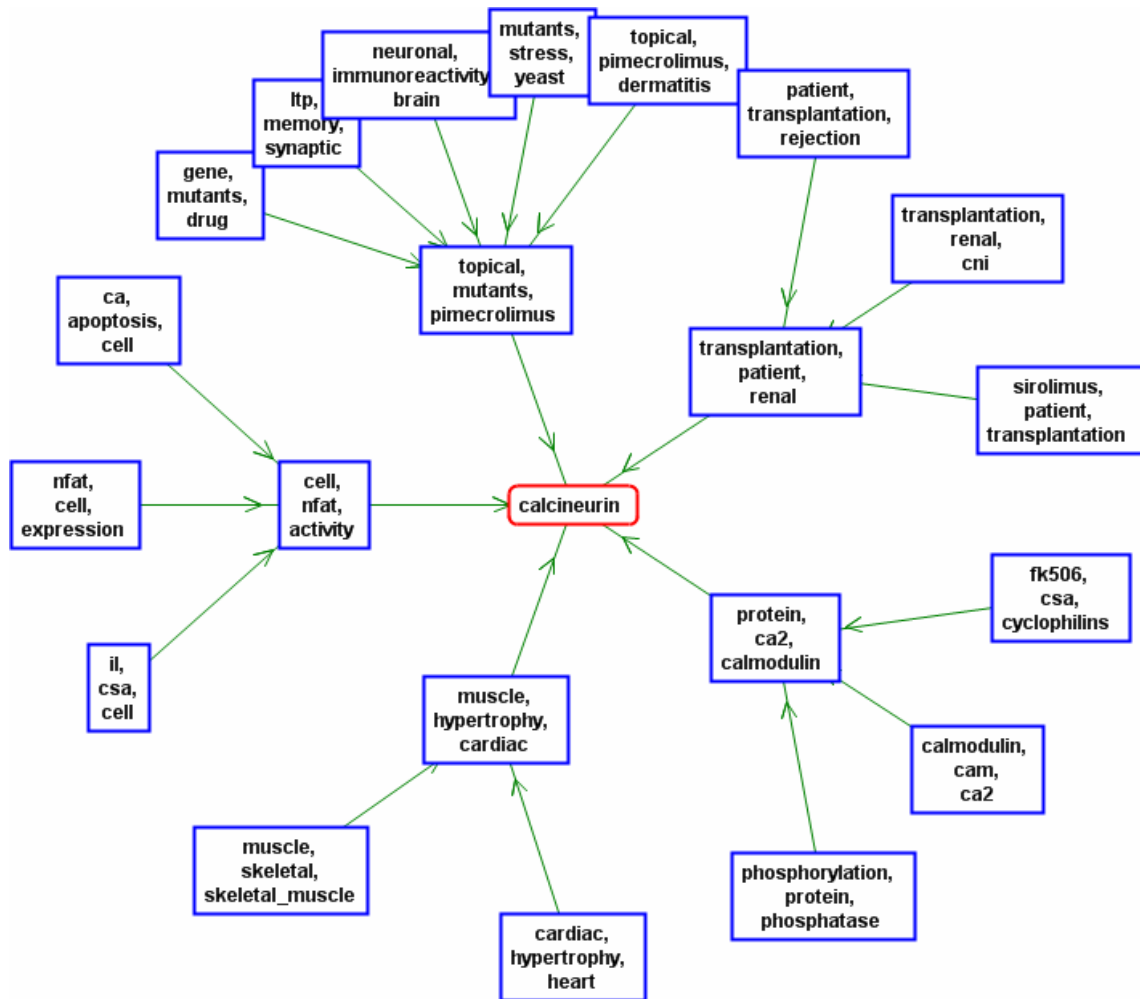 neuronal,
immunoreactivity,
brain
mutants,
stress,
yeast
topical,
pimecrolimus,
dermatitis
ltp,
memory,
synaptic
patient,
transplantation,
rejection
gene,
mutants,
drug
transplantation,
renal,
cni
topical,
mutants,
pimecrolimus
ca,
apoptosis,
cell
transplantation,
patient,
renal
sirolimus,
patient,
transplantation
nfat,
cell,
expression
cell,
nfat,
activity
calcineurin
fk506,
csa,
cyclophilins
protein,
ca2,
calmodulin
il,
csa,
cell
muscle,
hypertrophy,
cardiac
calmodulin,
cam,
ca2
muscle,
skeletal,
skeletal_muscle
phosphorylation,
protein,
phosphatase
cardiac,
hypertrophy,
heart